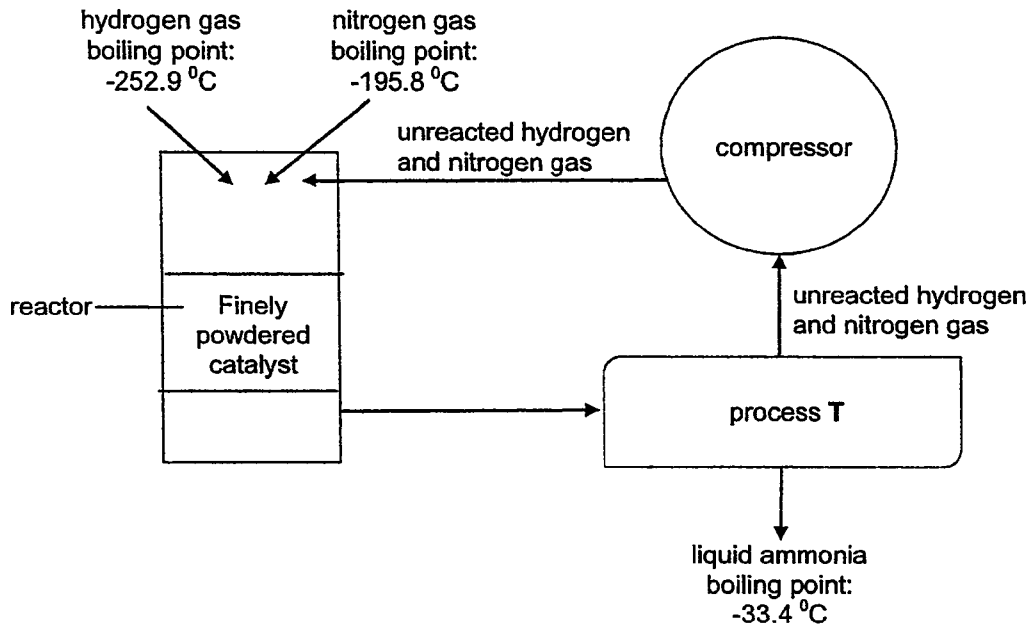 hydrogen gas
boiling point:
-252.9 ⁰C
nitrogen gas
boiling point:
-195.8 ⁰C
unreacted hydrogen
and nitrogen gas
compressor
reactor
Finely
powdered
catalyst
unreacted hydrogen
and nitrogen gas
process T
liquid ammonia
boiling point:
-33.4 ⁰C